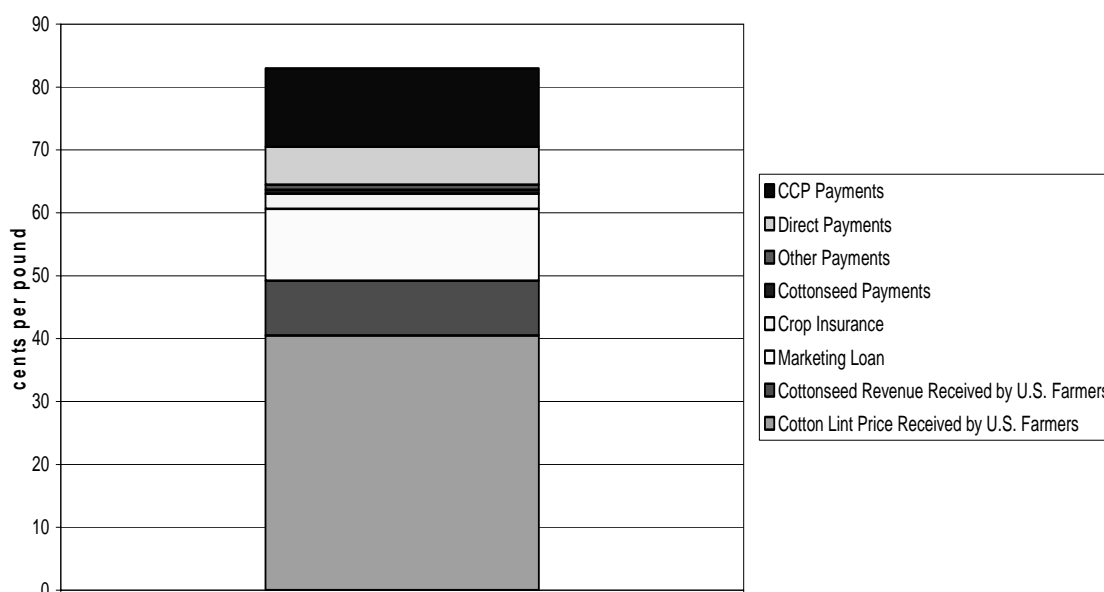 90
80
70
60
50
40
30
20
10
0
cents per pound
CCP Payments
Direct Payments
Other Payments
Cottonseed Payments
Crop Insurance
Marketing Loan
Cottonseed Revenue Received by U.S. Farmers
Cotton Lint Price Received by U.S. Farmers